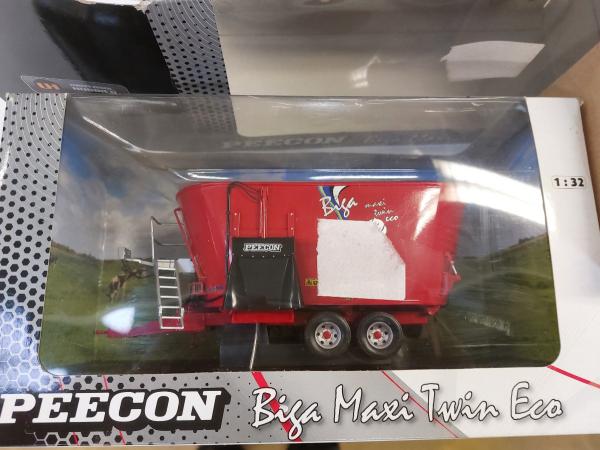 PEECON
1:32
Biga maxi
twin
eco
PEECON
PEECON Biga Maxi Twin Eco